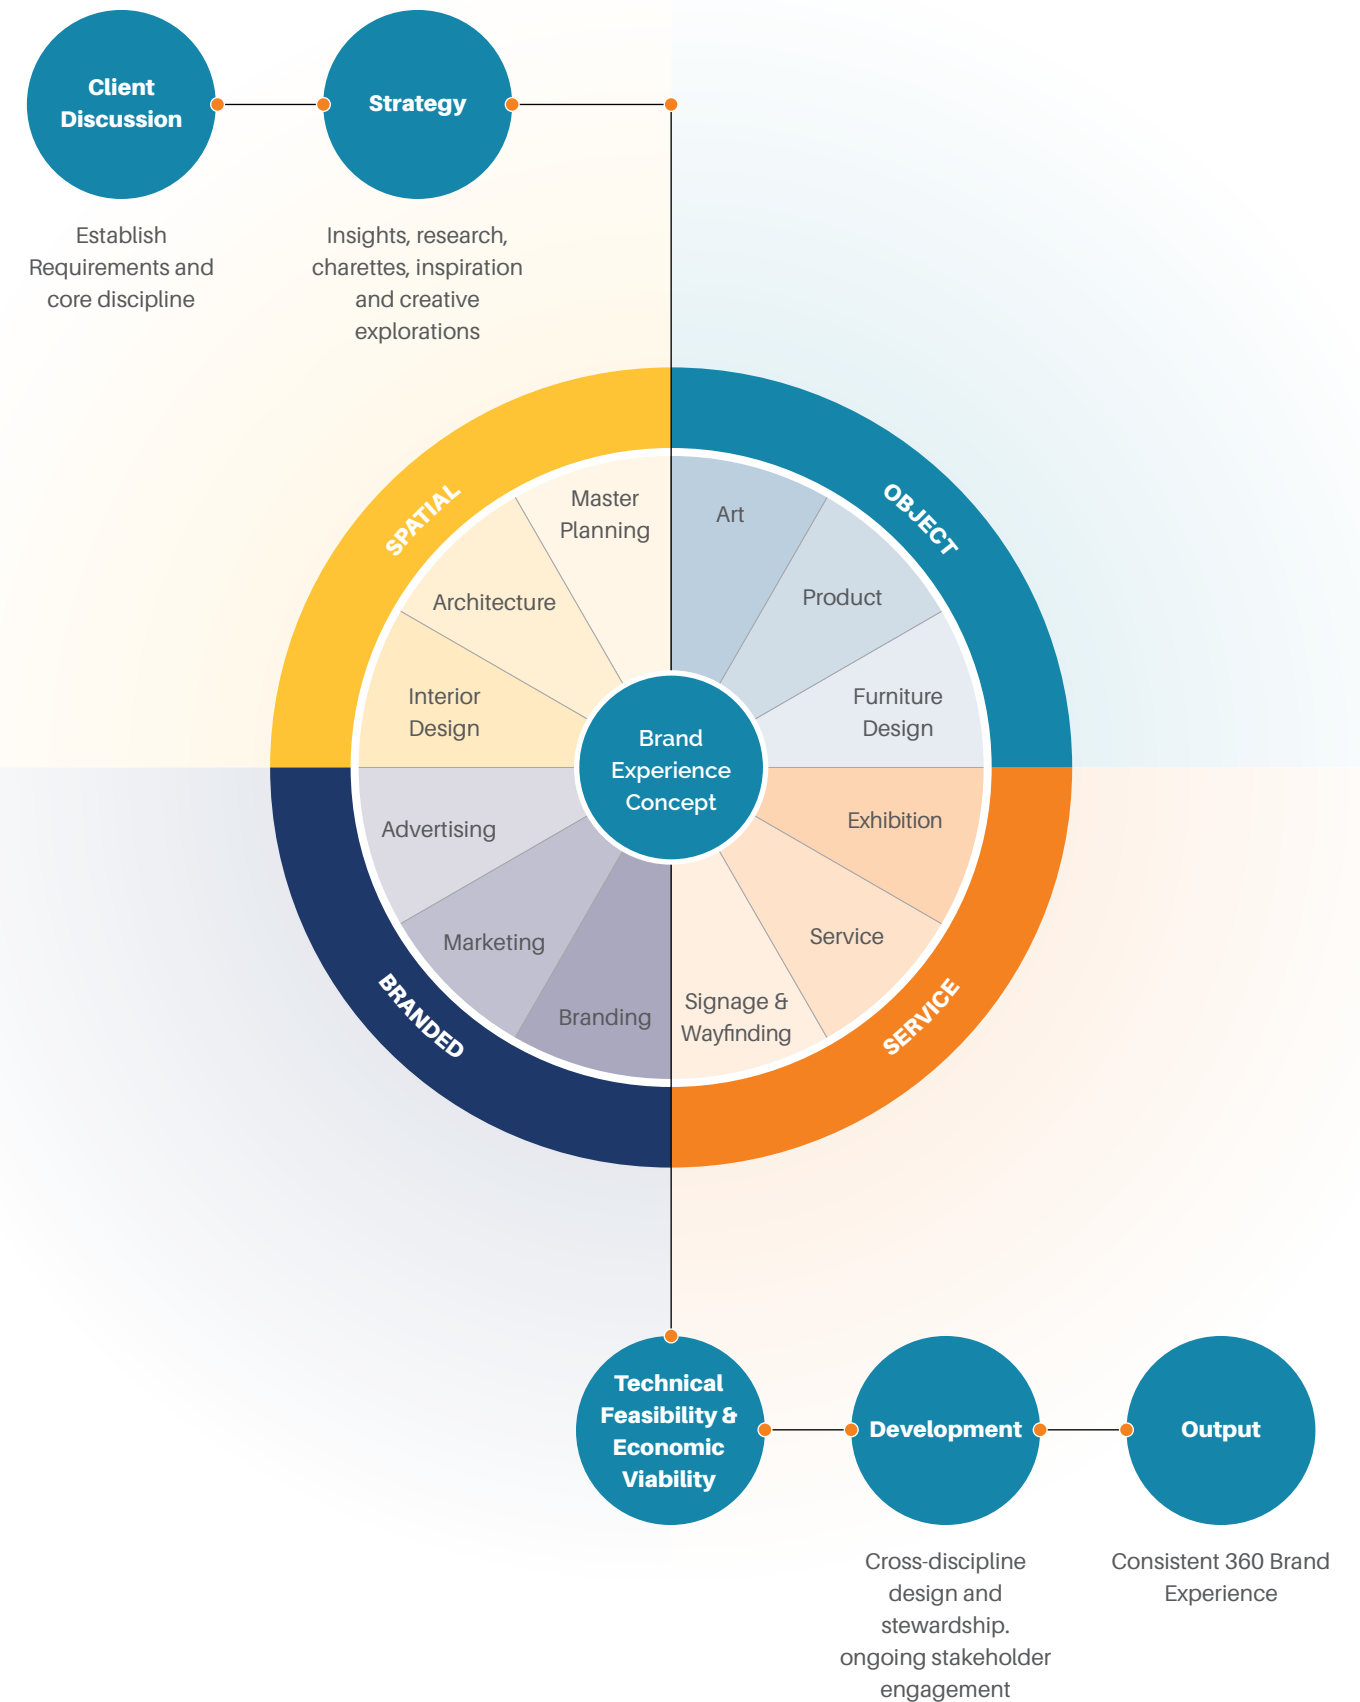 Client
Discussion
Strategy
Establish
Requirements and
core discipline
Insights, research,
charettes, inspiration
and creative
explorations
SPATIAL
OBJECT
Master
Planning
Art
Architecture
Product
Interior
Design
Furniture
Design
Brand
Experience
Concept
Advertising
Exhibition
Marketing
Service
Branding
Signage &
Wayfinding
BRANDED
SERVICE
Technical
Feasibility &
Economic
Viability
Development
Output
Cross-discipline
design and
stewardship.
ongoing stakeholder
engagement
Consistent 360 Brand
Experience